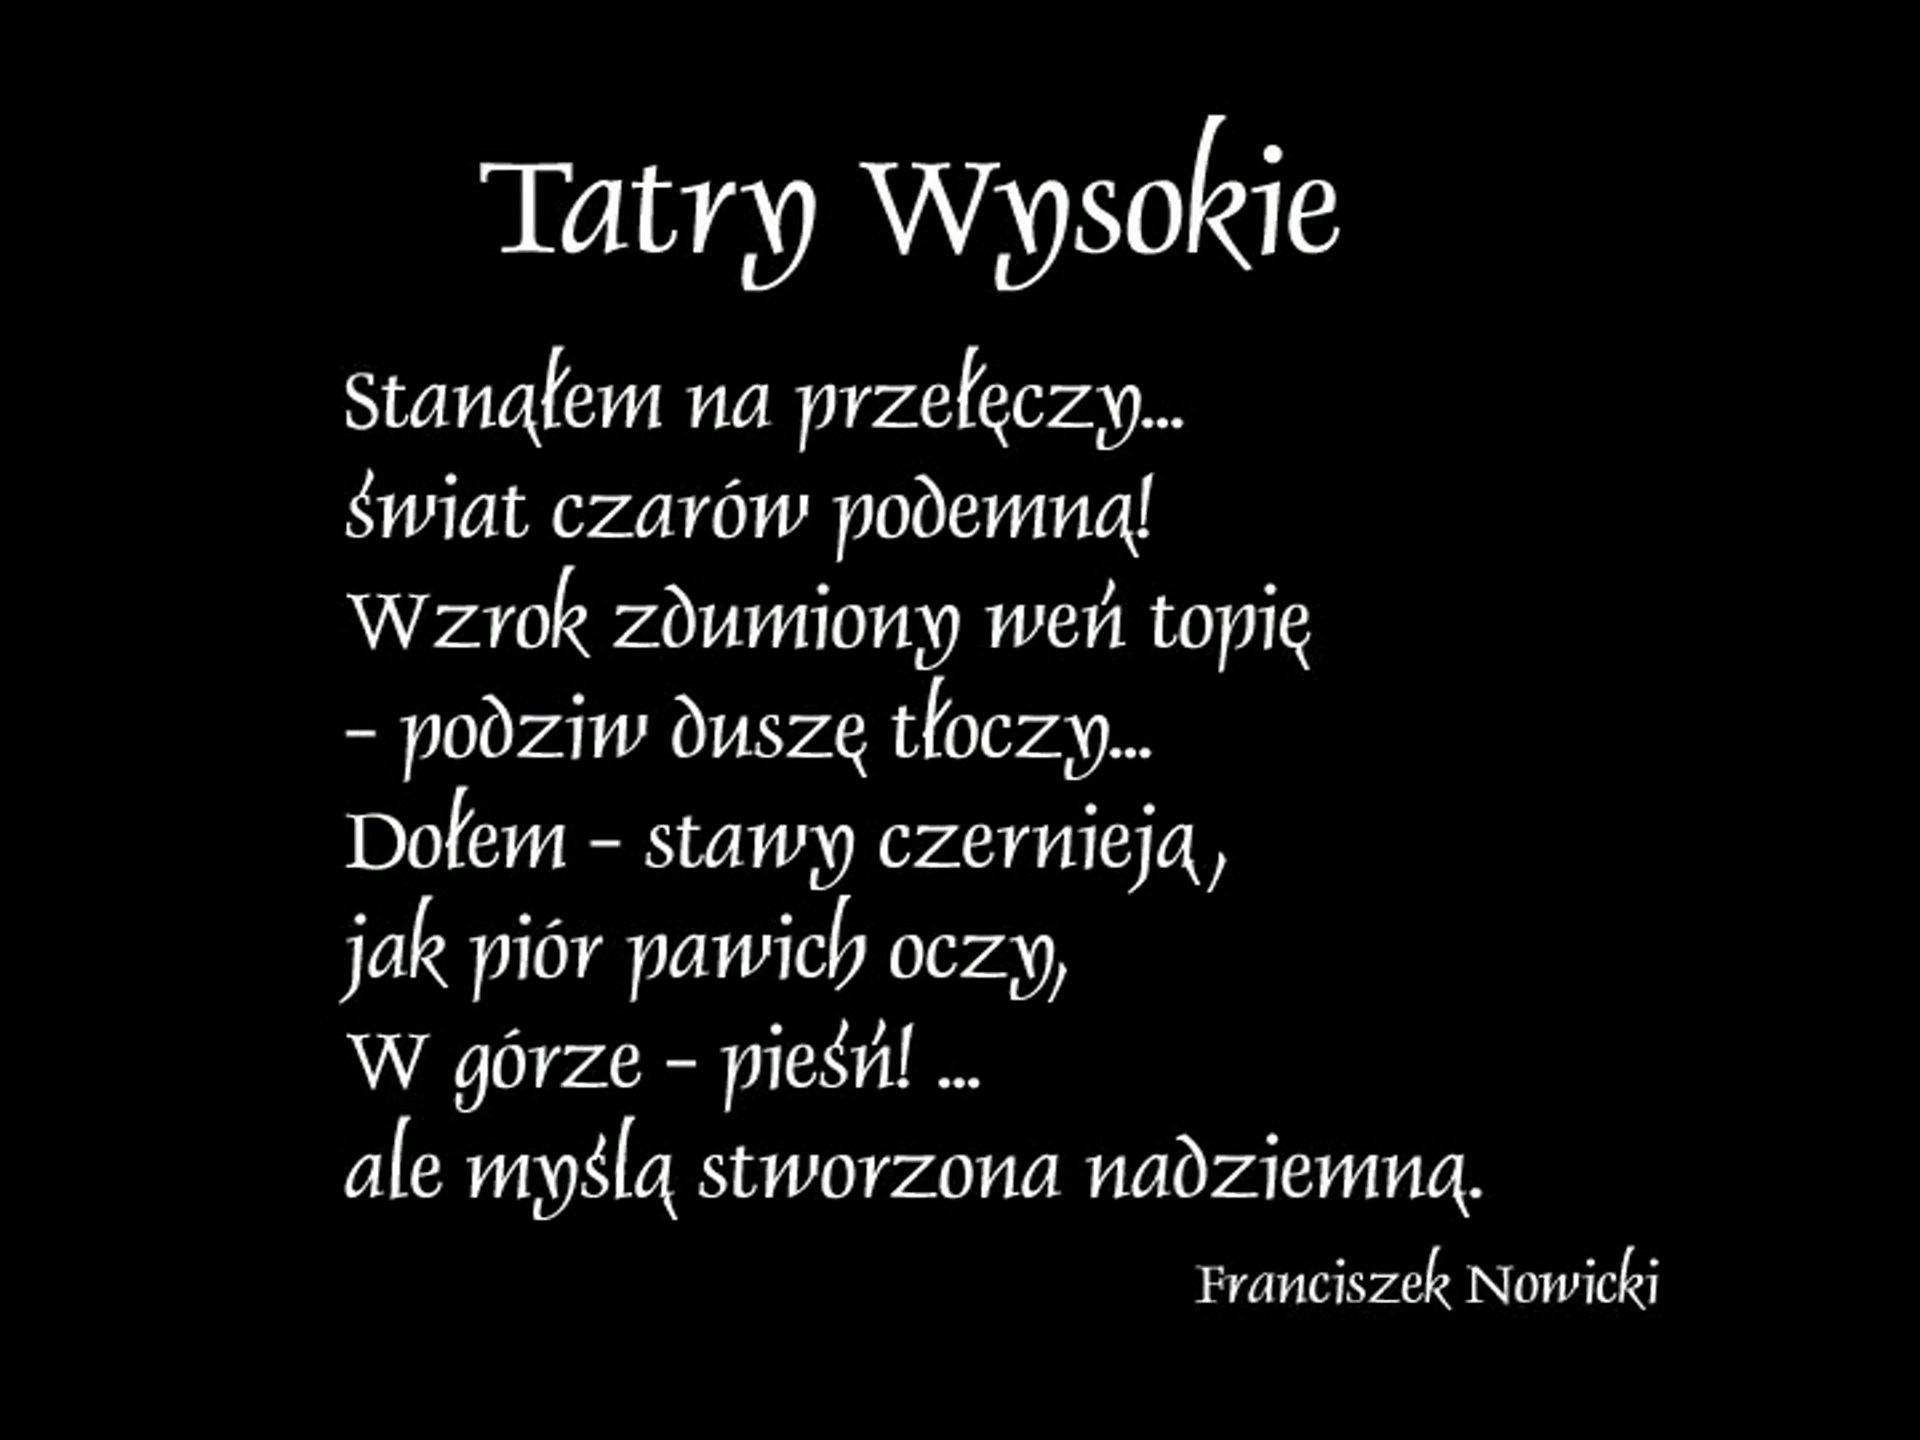 Tatry Wysokie
Stanąłem na przełęczy...
świat czarów podemną!
Wzrok zdumiony weń topię
- podziw duszę tłoczy...
Dołem - stawy czernieją,
jak piór pawich oczy,
W górze - pieśń! ...
ale myślą stworzona nadziemną.
Franciszek Nowicki